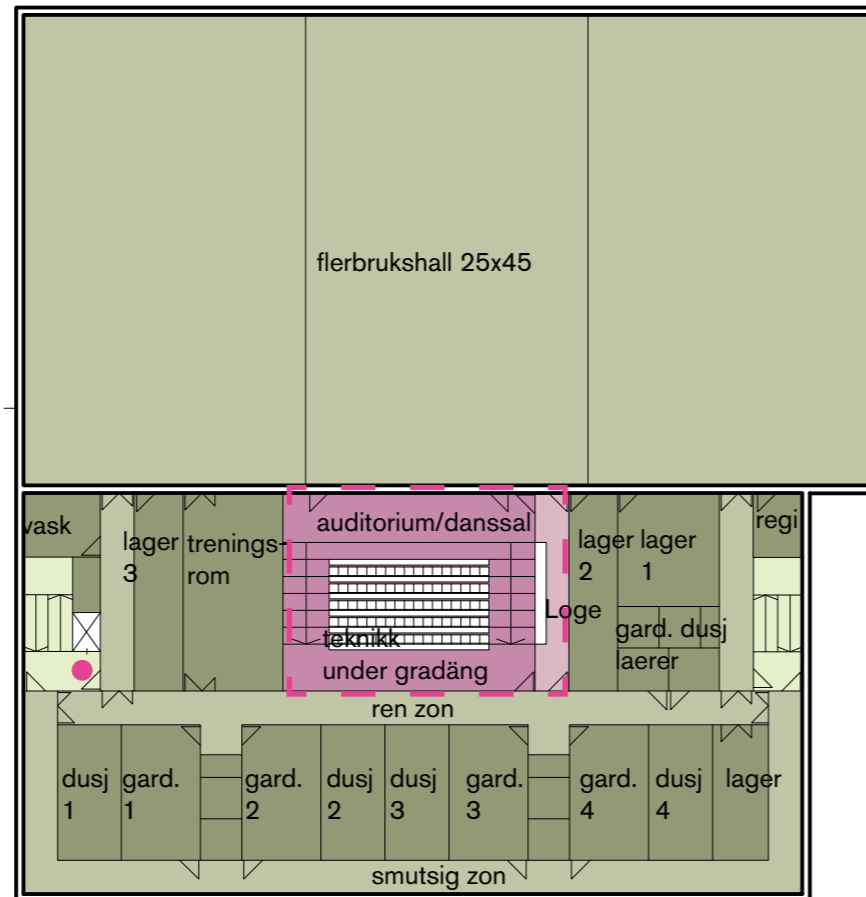 flerbrukshall 25x45
vask
lager
3
trenings-
rom
auditorium/danssal
teknikk
under gradäng
Loge
lager
2
lager
1
gard. dusj
laerer
regi
ren zon
dusj
1
gard.
1
gard.
2
dusj
2
dusj
3
gard.
3
gard.
4
dusj
4
lager
smutsig zon